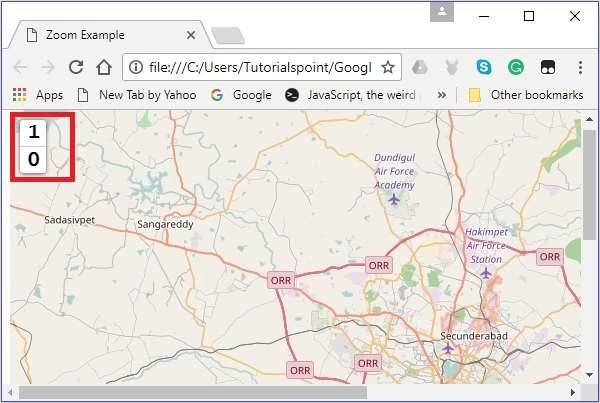 Zoom Example
file:///C:/Users/Tutorialspoint/Googl
Apps
New Tab by Yahoo
Google
JavaScript, the weird
Other bookmarks
1
0
Dundigul
Air Force
Academy
Sadasivpet
Sangareddy
Hakimpet
Air Force
Station
ORR
ORR
ORR
Secunderabad
ORR
ORR